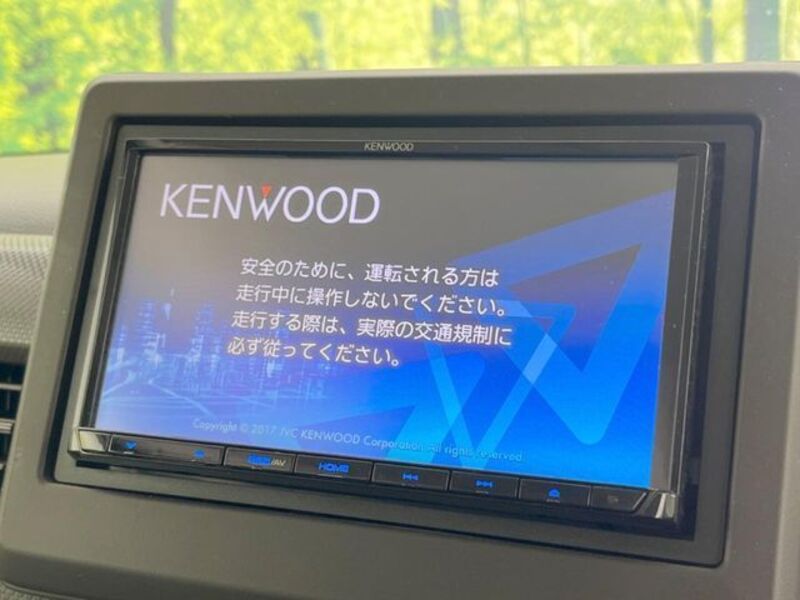 KENWOOD
KENWOOD
安全のために、運転される方は
走行中に操作しないでください。
走行する際は、実際の交通規制に
必ず従ってください。
Copyright © 2017 JVC KENWOOD Corporation All rights reserved.
NAVI/AV
HOME